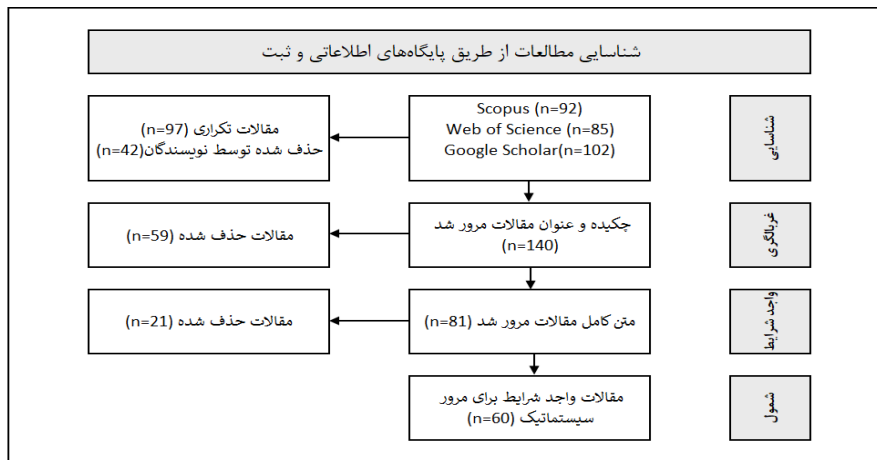 شناسایی مطالعات از طریق پایگاه‌های اطلاعاتی و ثبت
شناسایی
Scopus (n=92)
Web of Science (n=85)
Google Scholar(n=102)
مقالات تکراری (n=97)
حذف شده توسط نویسندگان(n=42)
غربالگری
چکیده و عنوان مقالات مرور شد
(n=140)
مقالات حذف شده (n=59)
واجد شرایط
متن کامل مقالات مرور شد (n=81)
مقالات حذف شده (n=21)
شمول
مقالات واجد شرایط برای مرور
سیستماتیک (n=60)